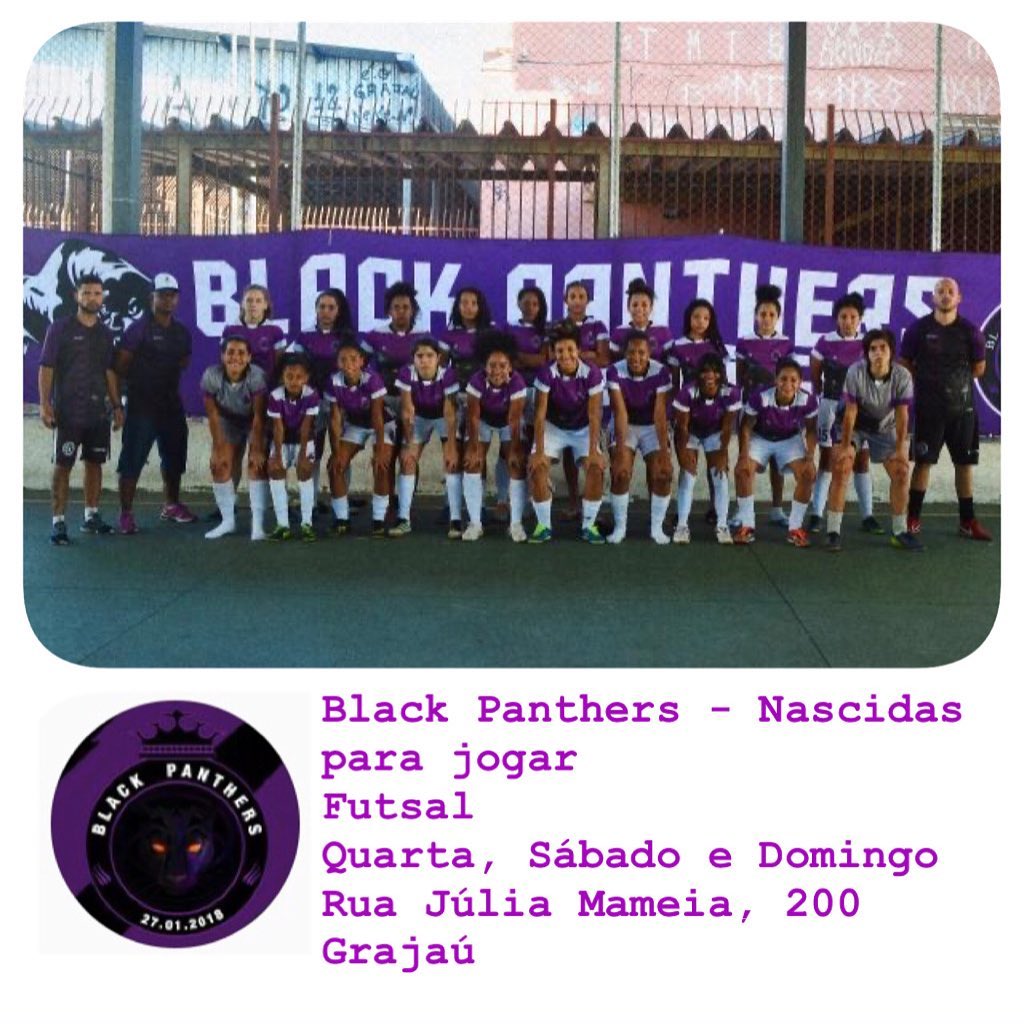 BLACK PANTHERS
BLACK PANTHERS
27.01.2018
Black Panthers - Nascidas
para jogar
Futsal
Quarta, Sábado e Domingo
Rua Júlia Mameia, 200
Grajaú